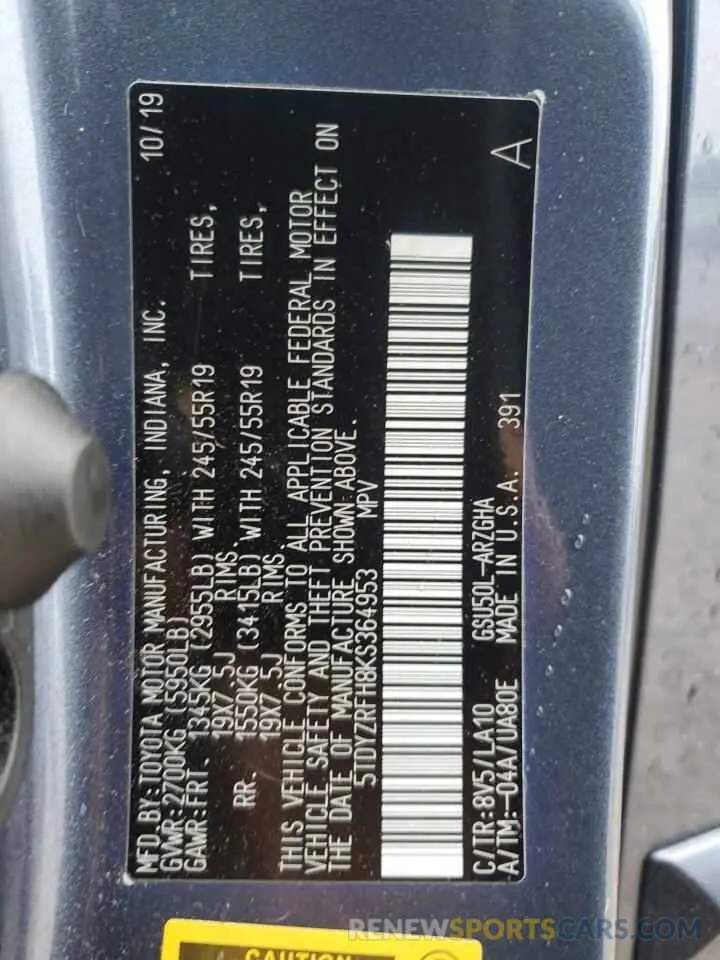 MFD.BY:TOYOTA MOTOR MANUFACTURING, INDIANA, INC. 10/19
GVWR:2700KG (5950LB)
GAWR:FRT. 1345KG (2955LB) WITH 245/55R19 TIRES,
19X7.5J RIMS.
RR. 1550KG (3415LB) WITH 245/55R19 TIRES,
19X7.5J RIMS
THIS VEHICLE CONFORMS TO ALL APPLICABLE FEDERAL MOTOR
VEHICLE SAFETY AND THEFT PREVENTION STANDARDS IN EFFECT ON
THE DATE OF MANUFACTURE SHOWN ABOVE.
5TDYZRFH8KS364953 MPV
C/TR:8V5/LA10 GSU50L-ARZGHA
A/TM:-04A/UA80E MADE IN U.S.A. 391
A
CAUTION
RENEWSPORTSCARS.COM